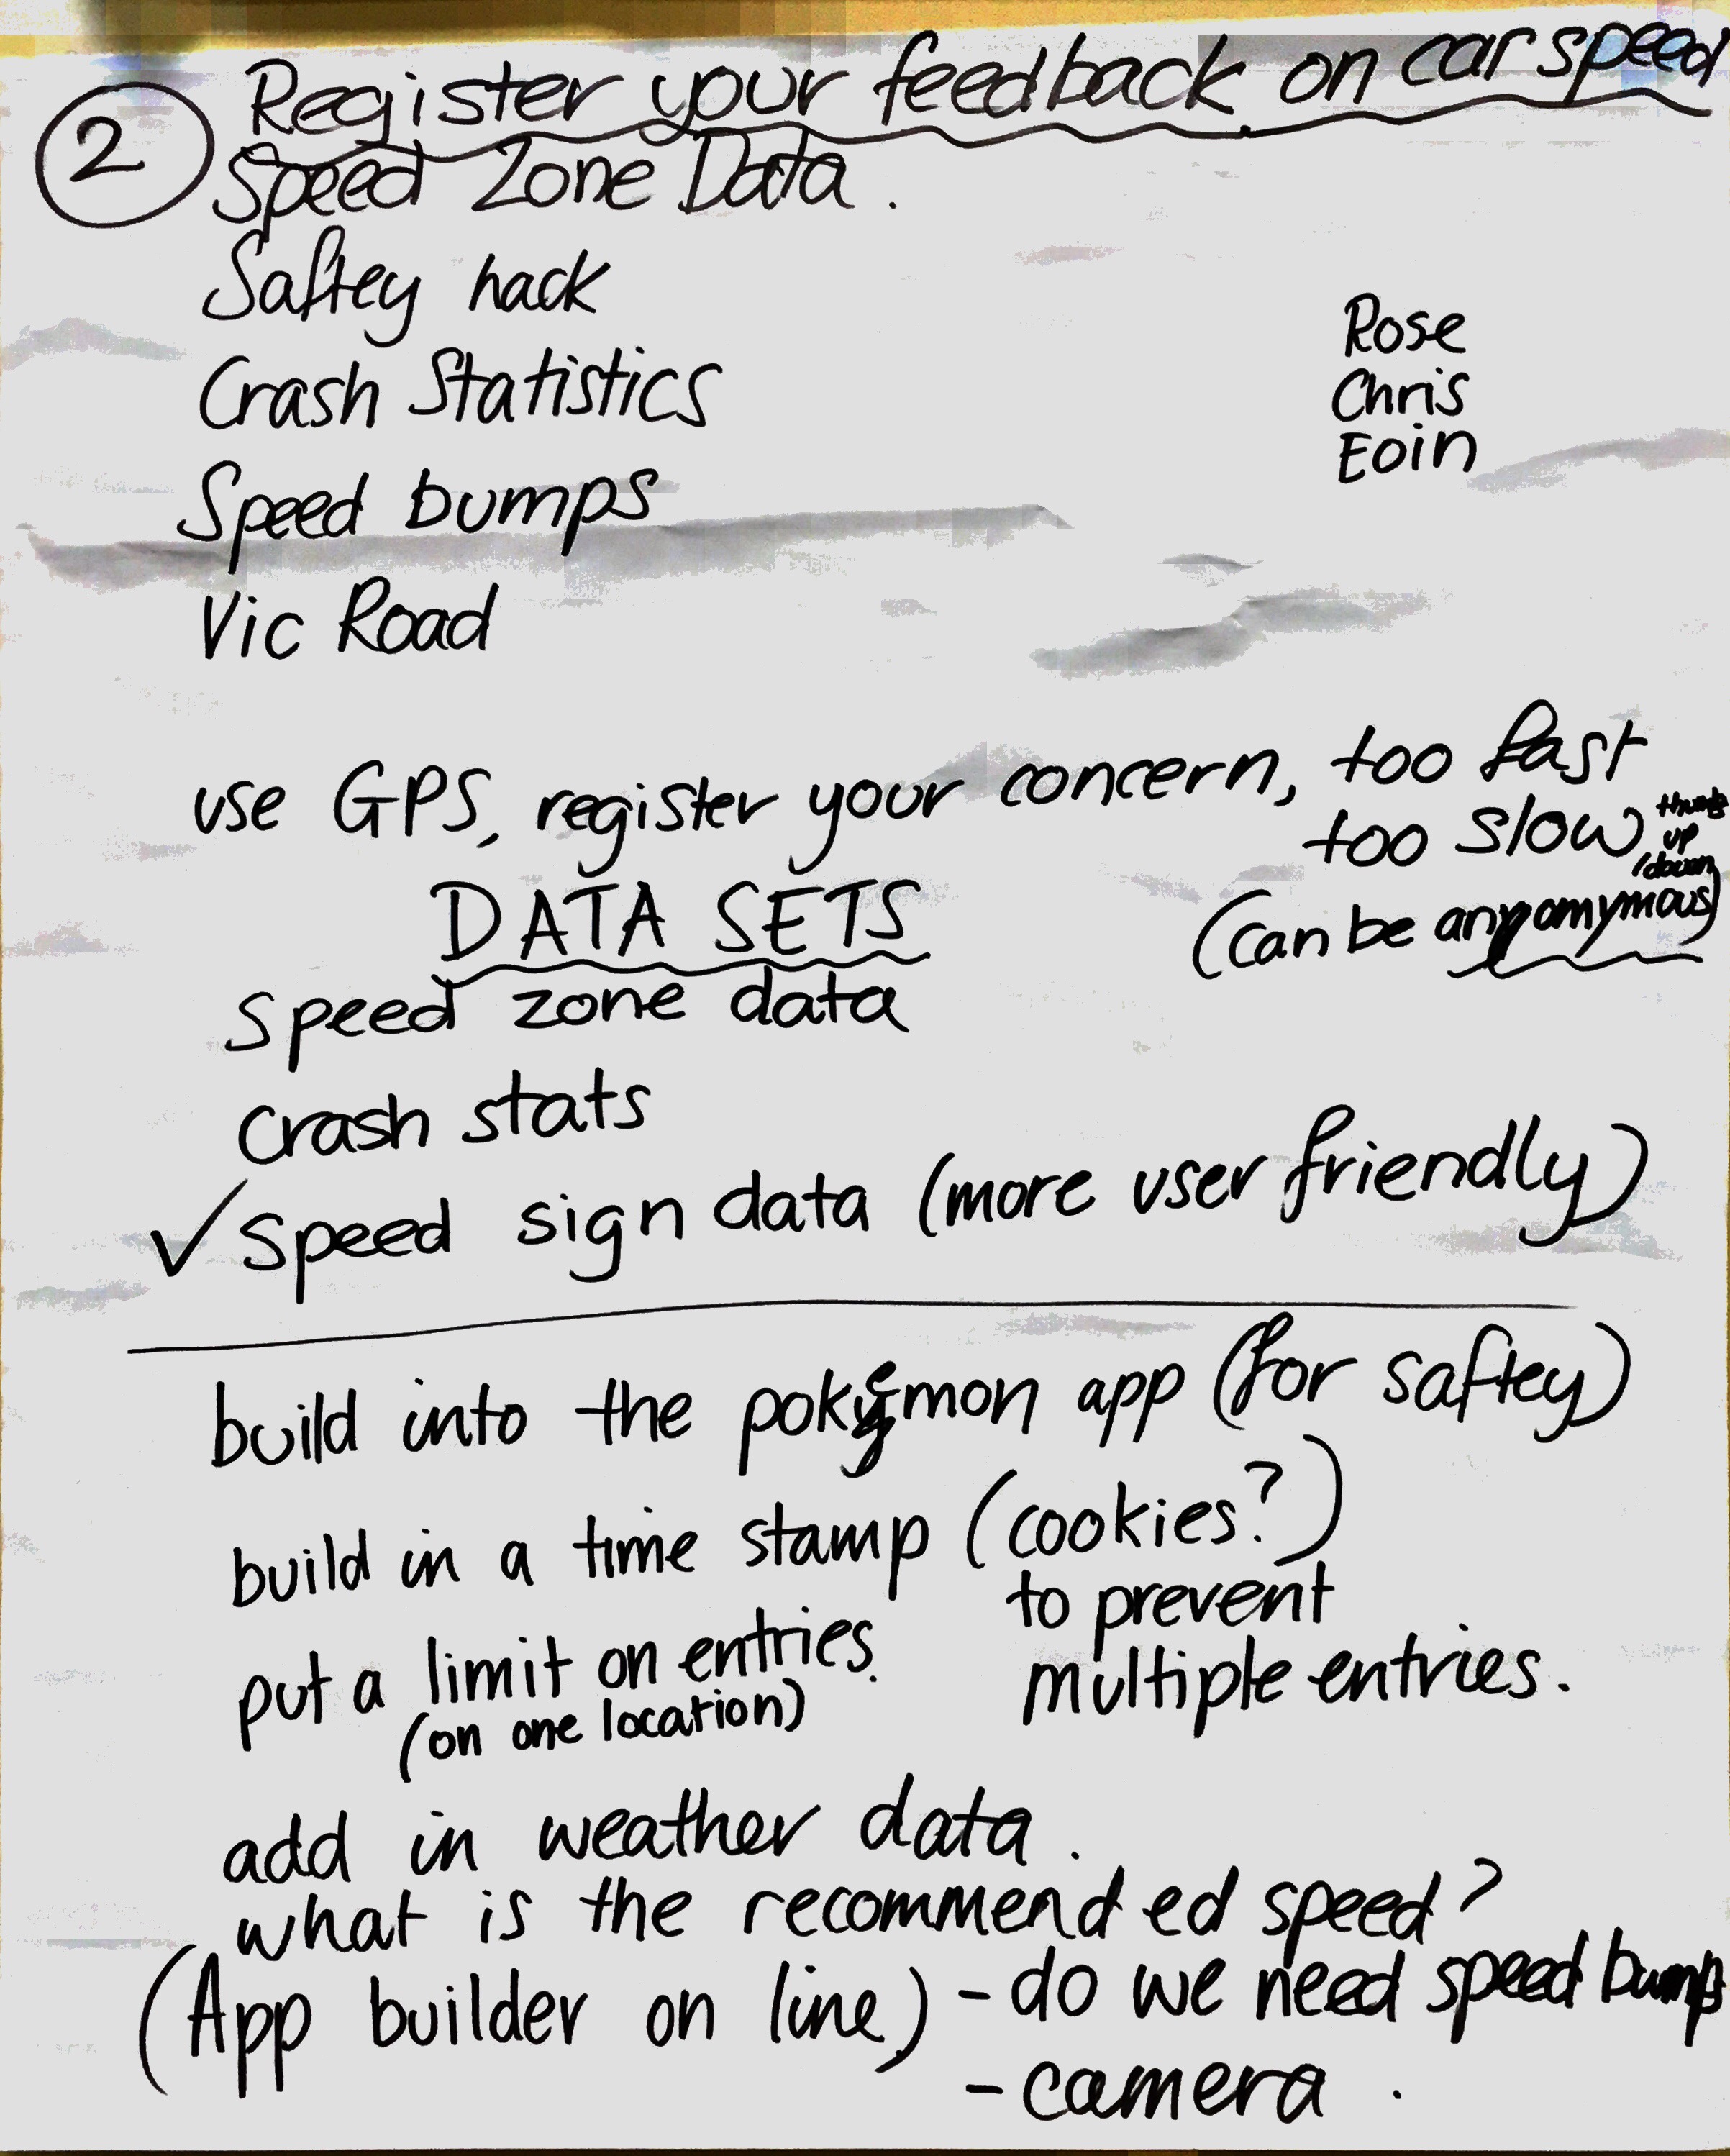 Register your feedback on car speed
2
Speed Zone Data.
Saftey hack
Crash Statistics
Speed bumps
Vic Road
Rose
Chris
Eoin
use GPS, register your concern, too fast
too slow thumbs
up
/down
(can be anyomymous)
DATA SETS
speed zone data
crash stats
✓ speed sign data (more user friendly)
build into the pokemon app (for saftey)
build in a time stamp (cookies?)
to prevent
multiple entries.
put a limit on entries.
(on one location)
add in weather data.
what is the recommended speed?
(App builder on line) - do we need speed bumps
- camera.